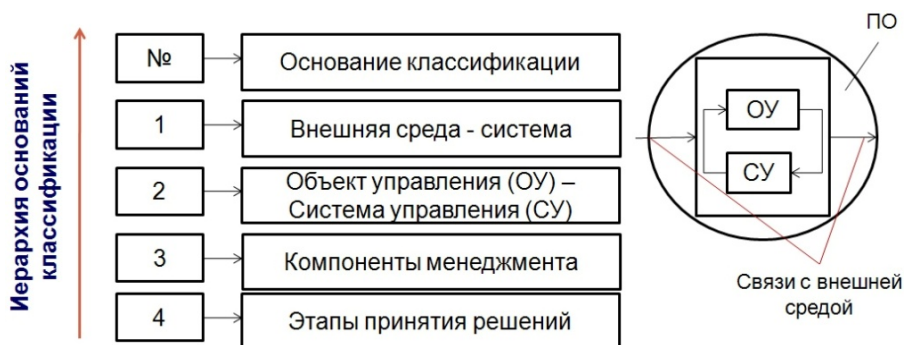 Иерархия оснований
классификации
№
Основание классификации
1
Внешняя среда - система
2
Объект управления (ОУ) –
Система управления (СУ)
3
Компоненты менеджмента
4
Этапы принятия решений
ПО
ОУ
СУ
Связи с внешней
средой